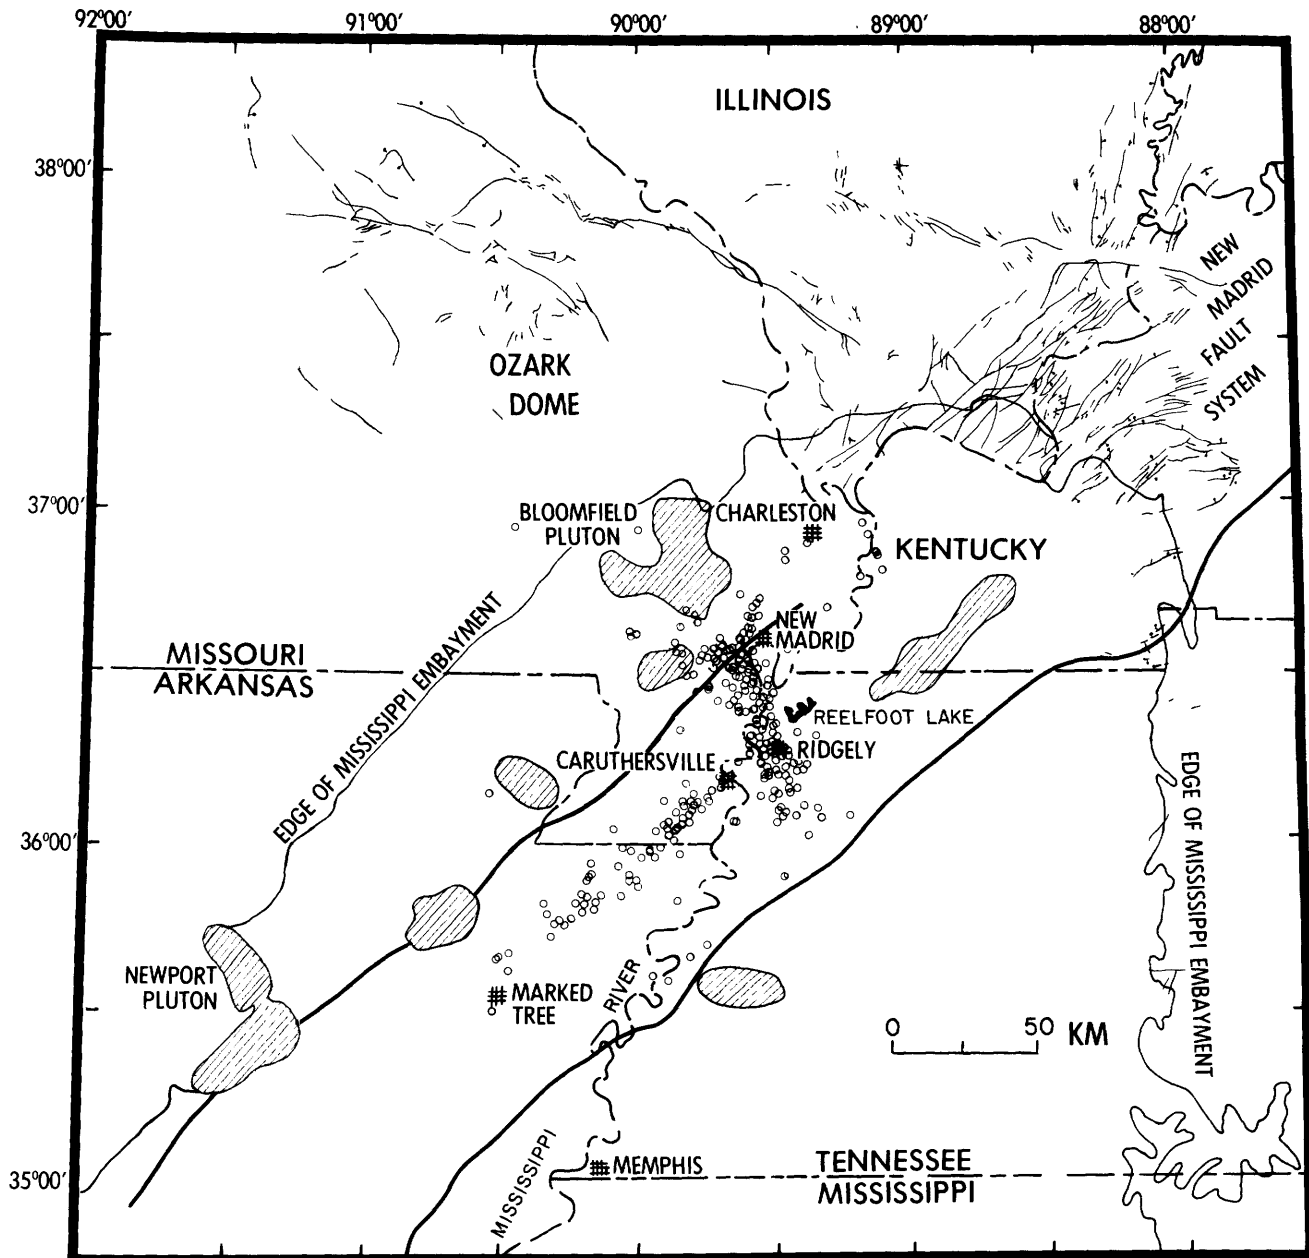 92°00'
91°00'
90°00'
89°00'
88°00'
ILLINOIS
38°00'
NEW
MADRID
FAULT
SYSTEM
OZARK
DOME
37°00'
BLOOMFIELD
PLUTON
CHARLESTON
KENTUCKY
NEW
MADRID
MISSOURI
ARKANSAS
EDGE OF MISSISSIPPI EMBAYMENT
REELFOOT LAKE
RIDGELY
CARUTHERSVILLE
36°00'
EDGE OF MISSISSIPPI EMBAYMENT
NEWPORT
PLUTON
MARKED
TREE
RIVER
0 50 KM
MISSISSIPPI
MEMPHIS
35°00'
TENNESSEE
MISSISSIPPI